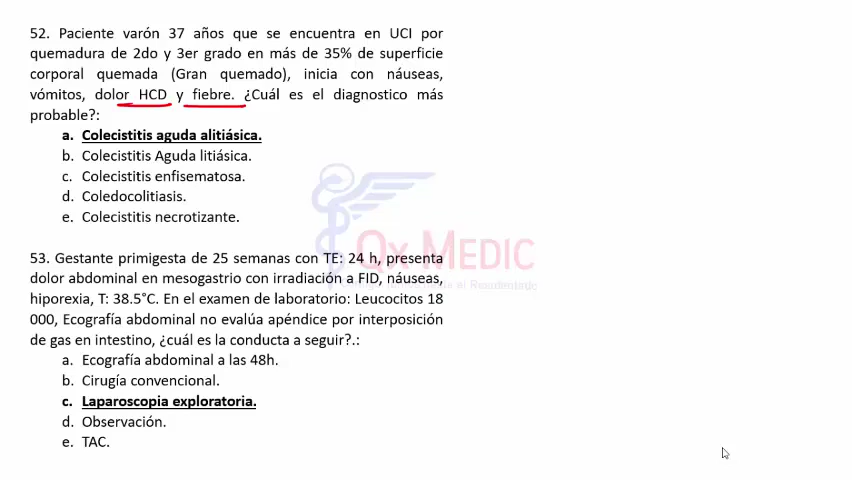 52. Paciente varón 37 años que se encuentra en UCI por
quemadura de 2do y 3er grado en más de 35% de superficie
corporal quemada (Gran quemado), inicia con náuseas,
vómitos, dolor HCD y fiebre. ¿Cuál es el diagnostico más
probable?:
a. Colecistitis aguda alitiásica.
b. Colecistitis Aguda litiásica.
c. Colecistitis enfisematosa.
d. Coledocolitiasis.
e. Colecistitis necrotizante.
Qx MEDIC
53. Gestante primigesta de 25 semanas con TE: 24 h, presenta
dolor abdominal en mesogastrio con irradiación a FID, náuseas,
hiporexia, T: 38.5°C. En el examen de laboratorio: Leucocitos 18
000, Ecografía abdominal no evalúa apéndice por interposición
de gas en intestino, ¿cuál es la conducta a seguir?.:
a. Ecografía abdominal a las 48h.
b. Cirugía convencional.
c. Laparoscopia exploratoria.
d. Observación.
e. TAC.